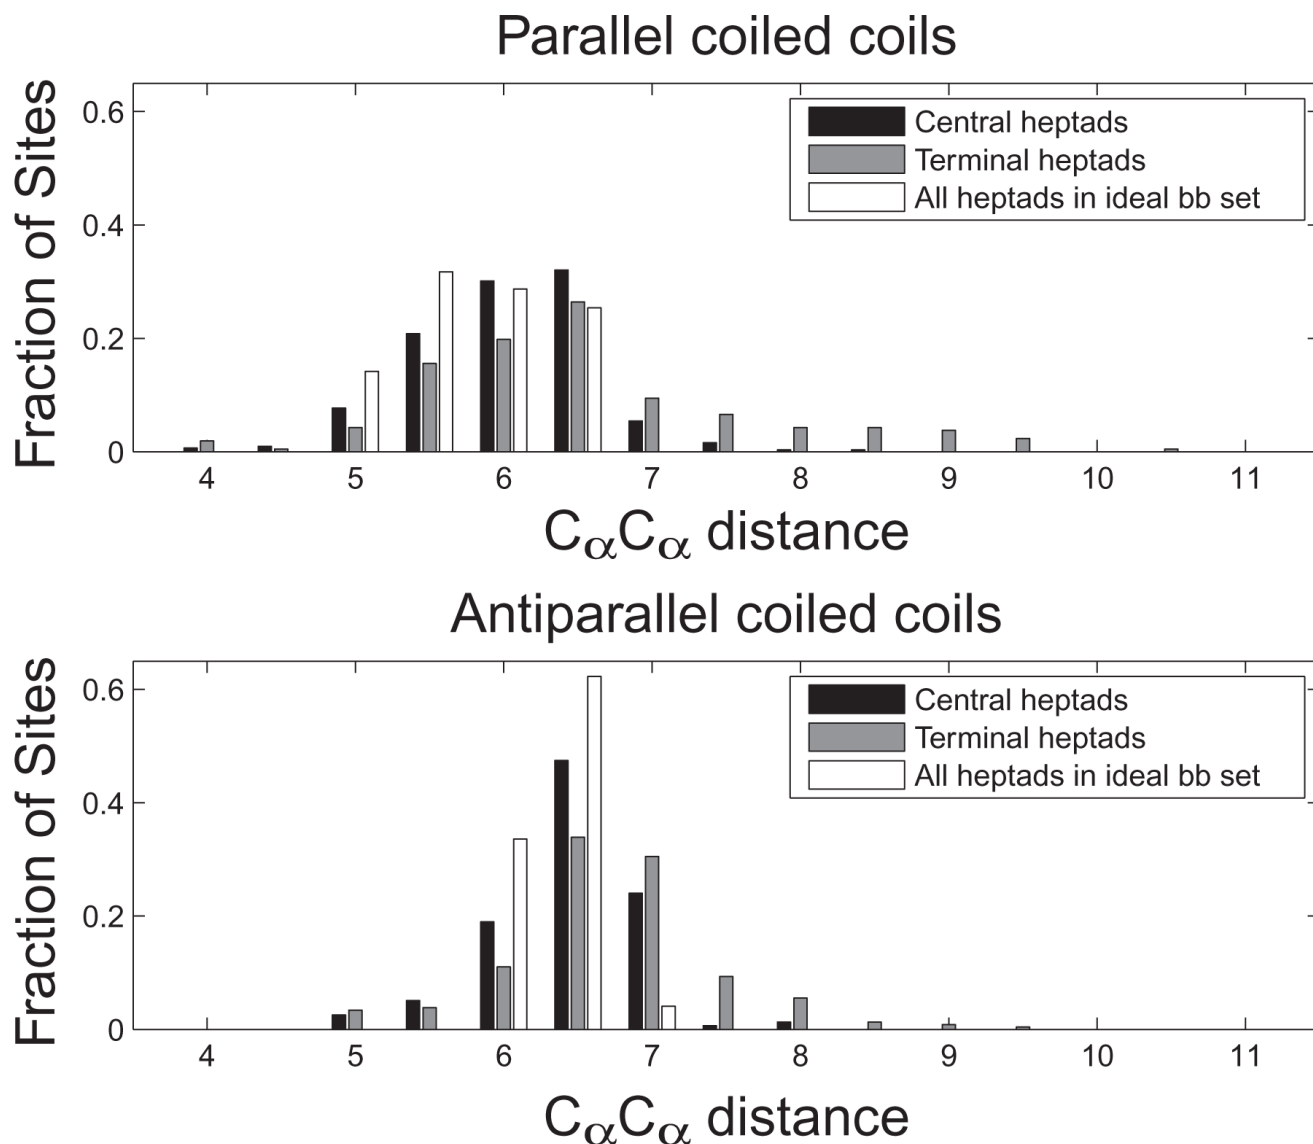 Parallel coiled coils
Fraction of Sites
0.6
0.4
0.2
0
Central heptads
Terminal heptads
All heptads in ideal bb set
4 5 6 7 8 9 10 11
CαCα distance
Antiparallel coiled coils
Fraction of Sites
0.6
0.4
0.2
0
Central heptads
Terminal heptads
All heptads in ideal bb set
4 5 6 7 8 9 10 11
CαCα distance